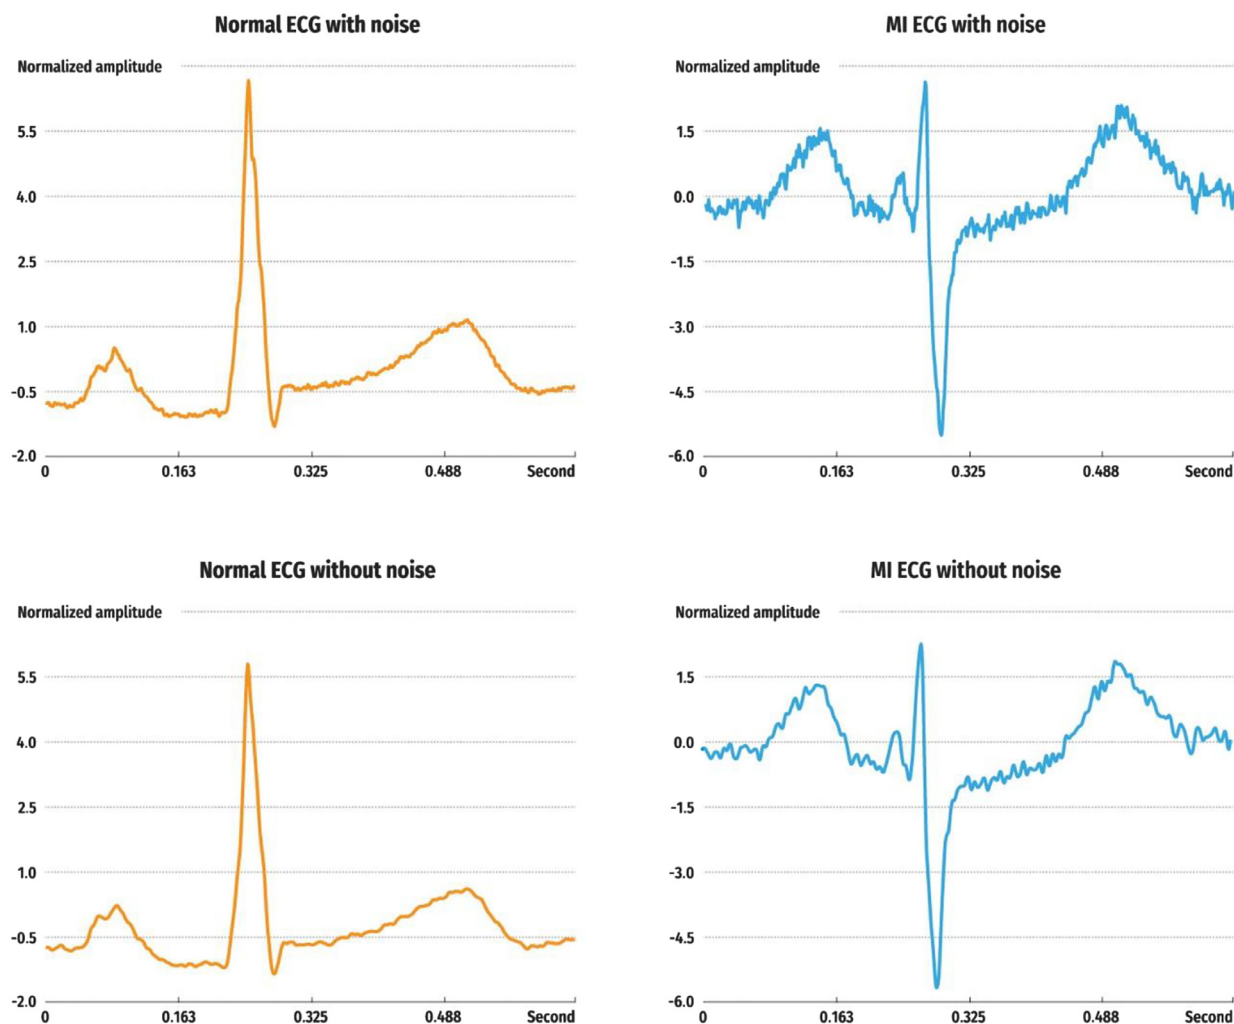 Normal ECG with noise
Normalized amplitude
5.5
4.0
2.5
1.0
-0.5
-2.0
0 0.163 0.325 0.488 Second
MI ECG with noise
Normalized amplitude
1.5
0.0
-1.5
-3.0
-4.5
-6.0
0 0.163 0.325 0.488 Second
Normal ECG without noise
Normalized amplitude
5.5
4.0
2.5
1.0
-0.5
-2.0
0 0.163 0.325 0.488 Second
MI ECG without noise
Normalized amplitude
1.5
0.0
-1.5
-3.0
-4.5
-6.0
0 0.163 0.325 0.488 Second